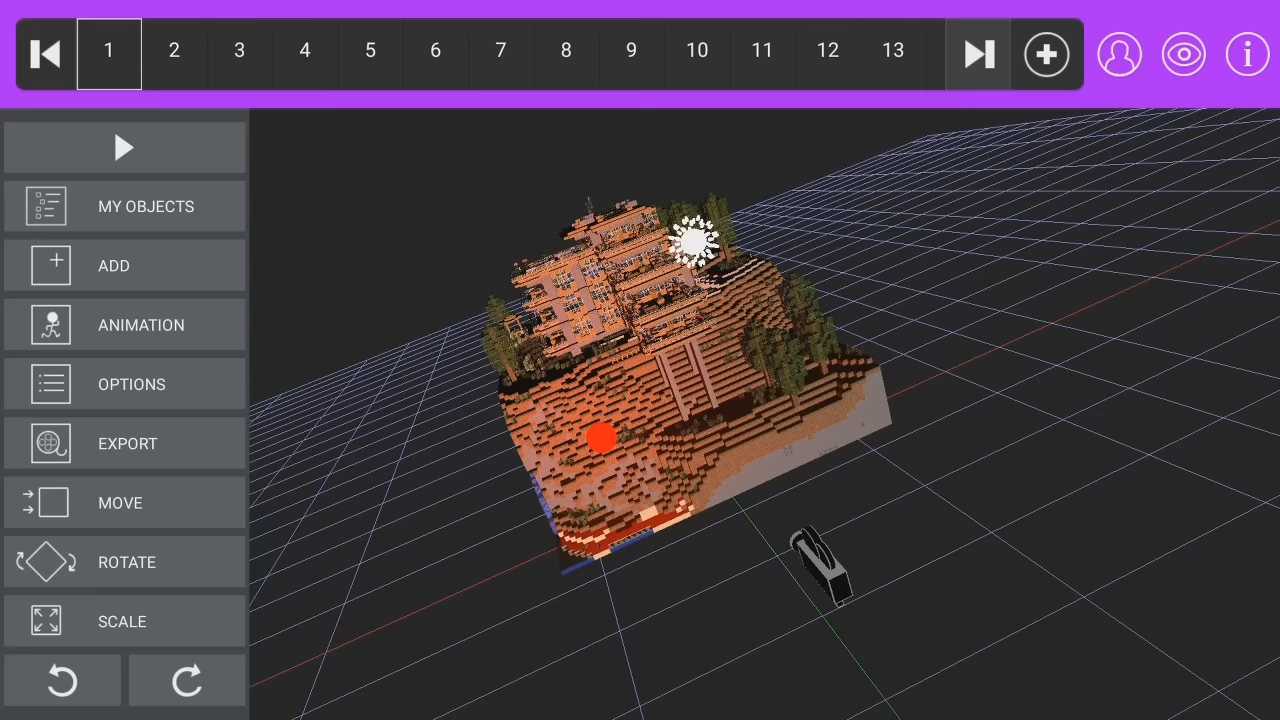 1 2 3 4 5 6 7 8 9 10 11 12 13
MY OBJECTS
ADD
ANIMATION
OPTIONS
EXPORT
MOVE
ROTATE
SCALE